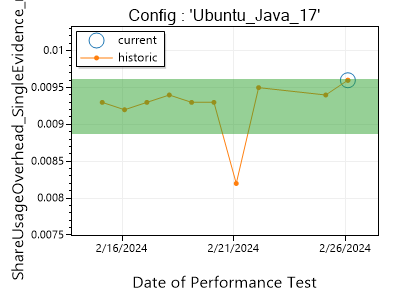 Config : 'Ubuntu_Java_17'
current
historic
ShareUsageOverhead_SingleEvidence_
0.01
0.0095
0.009
0.0085
0.008
0.0075
2/16/2024
2/21/2024
2/26/2024
Date of Performance Test